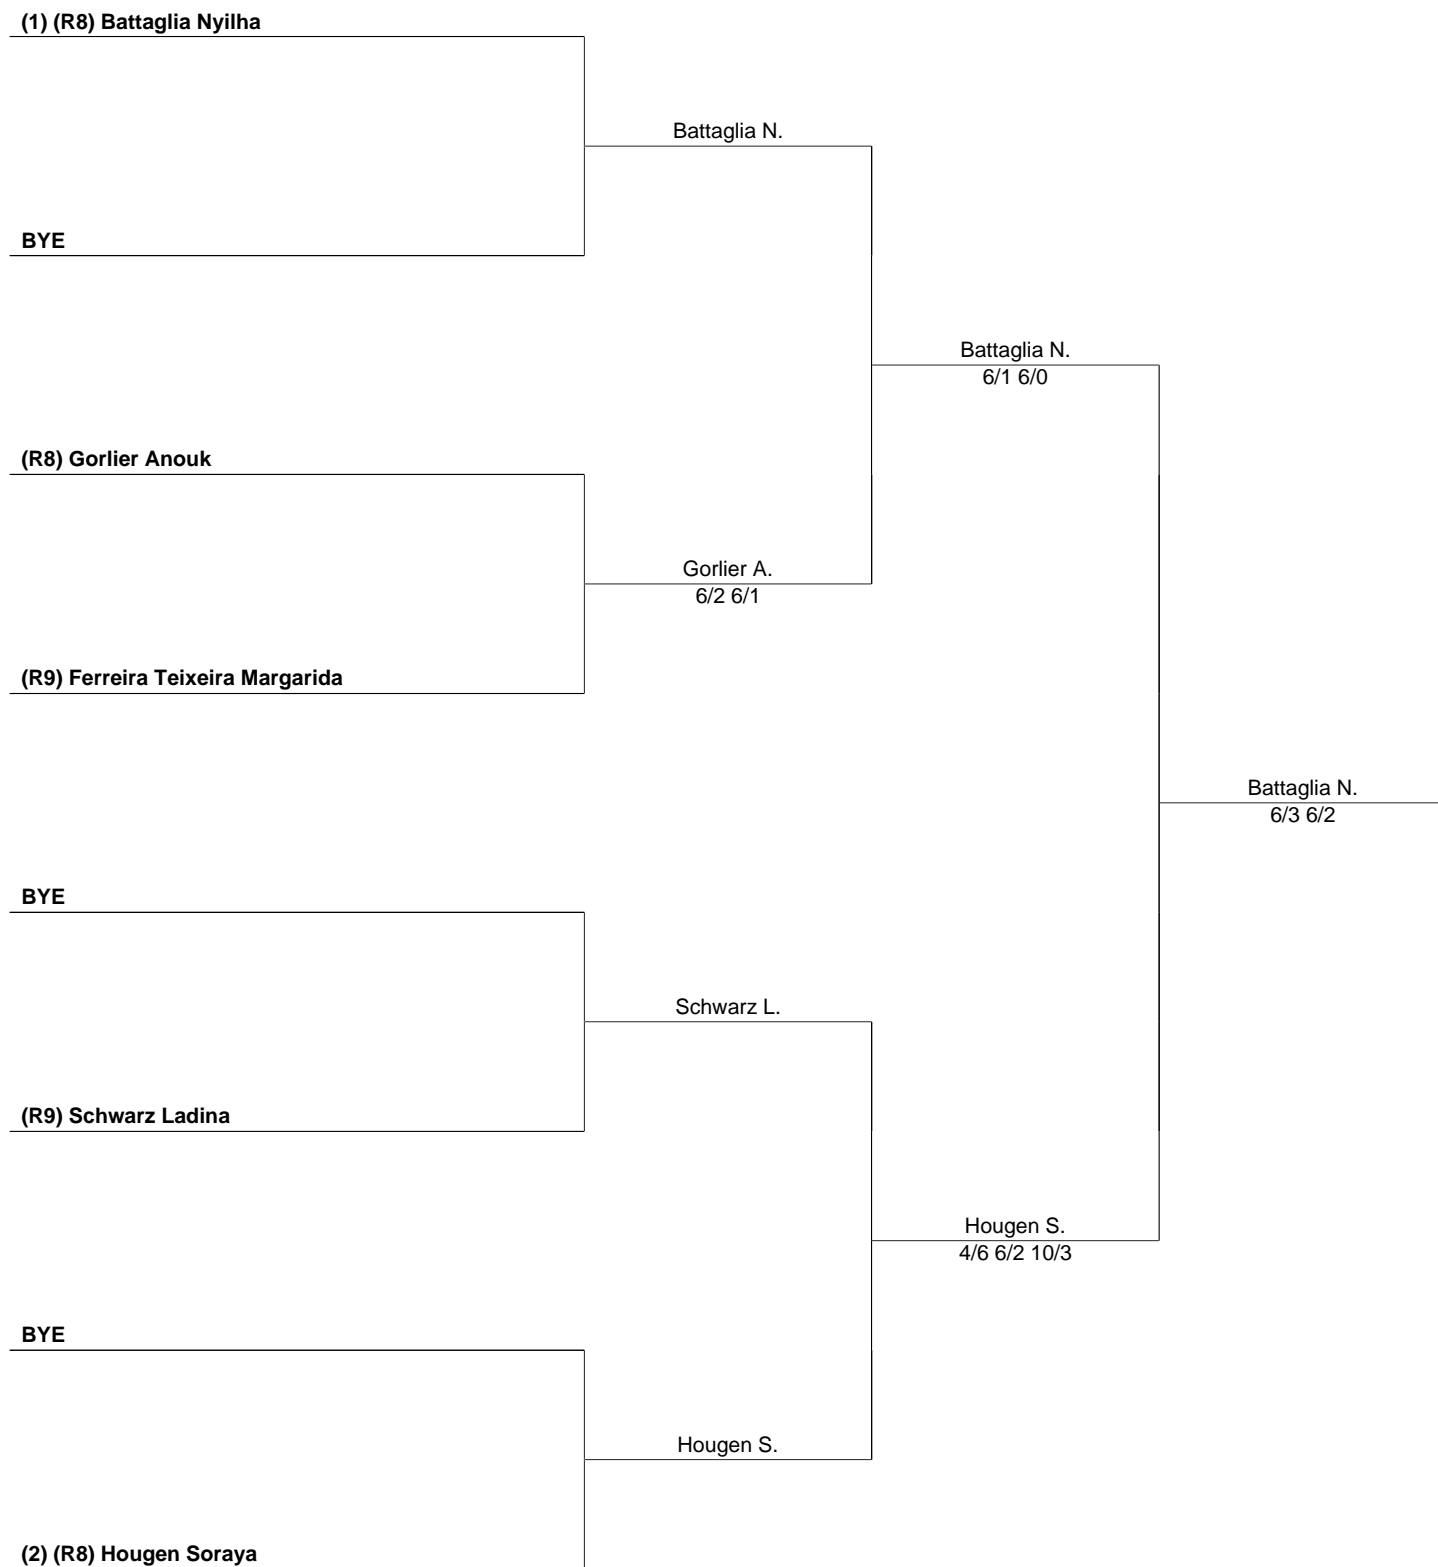 (1) (R8) Battaglia Nyilha
Battaglia N.
BYE
Battaglia N.
6/1 6/0
(R8) Gorlier Anouk
Gorlier A.
6/2 6/1
(R9) Ferreira Teixeira Margarida
Battaglia N.
6/3 6/2
BYE
Schwarz L.
(R9) Schwarz Ladina
Hougen S.
4/6 6/2 10/3
BYE
Hougen S.
(2) (R8) Hougen Soraya